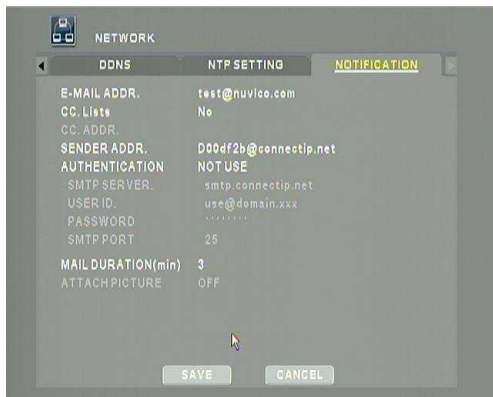 NETWORK
DDNS NTP SETTING NOTIFICATION
E-MAIL ADDR. test@nuvico.com
CC. Lists No
CC. ADDR.
SENDER ADDR. D00df2b@connectip.net
AUTHENTICATION NOT USE
SMTP SERVER. smtp.connectip.net
USER ID. use@domain.xxx
PASSWORD ········
SMTP PORT 25
MAIL DURATION(min) 3
ATTACH PICTURE OFF
SAVE CANCEL